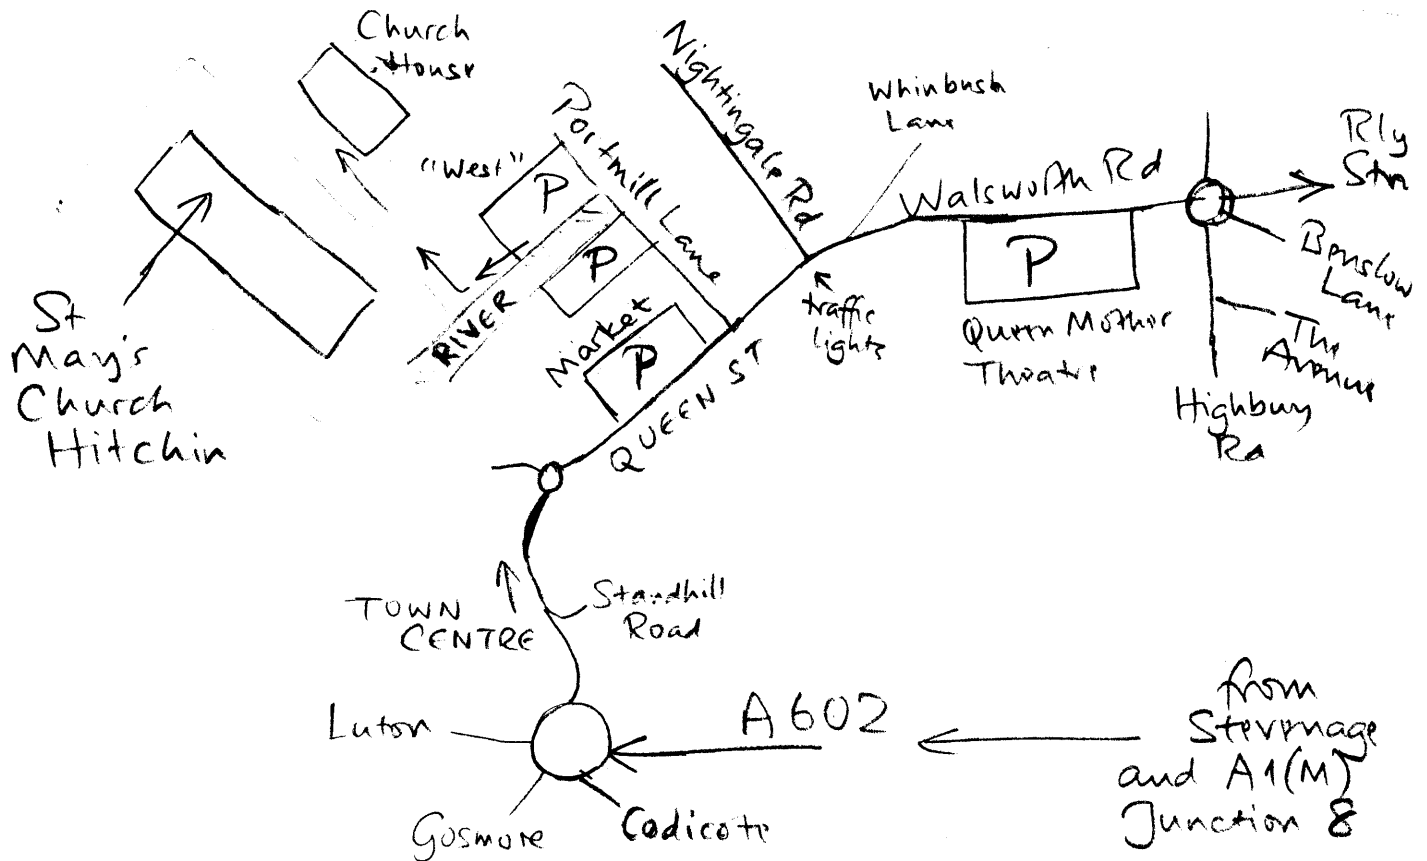 Church
House
Nightingale Rd
Whinbush
Lane
Portmill Lane
"West"
P
P
Rly
Stn
Walsworth Rd
P
Benslow
Lane
traffic
lights
Queen Mother
Theatre
The
Avenue
Highbury
Rd
RIVER
Market
P
QUEEN ST
St
Mary's
Church
Hitchin
TOWN
CENTRE
Standhill
Road
Luton
A602
from
Stevenage
and A1(M)
Junction 8
Gosmore
Codicote